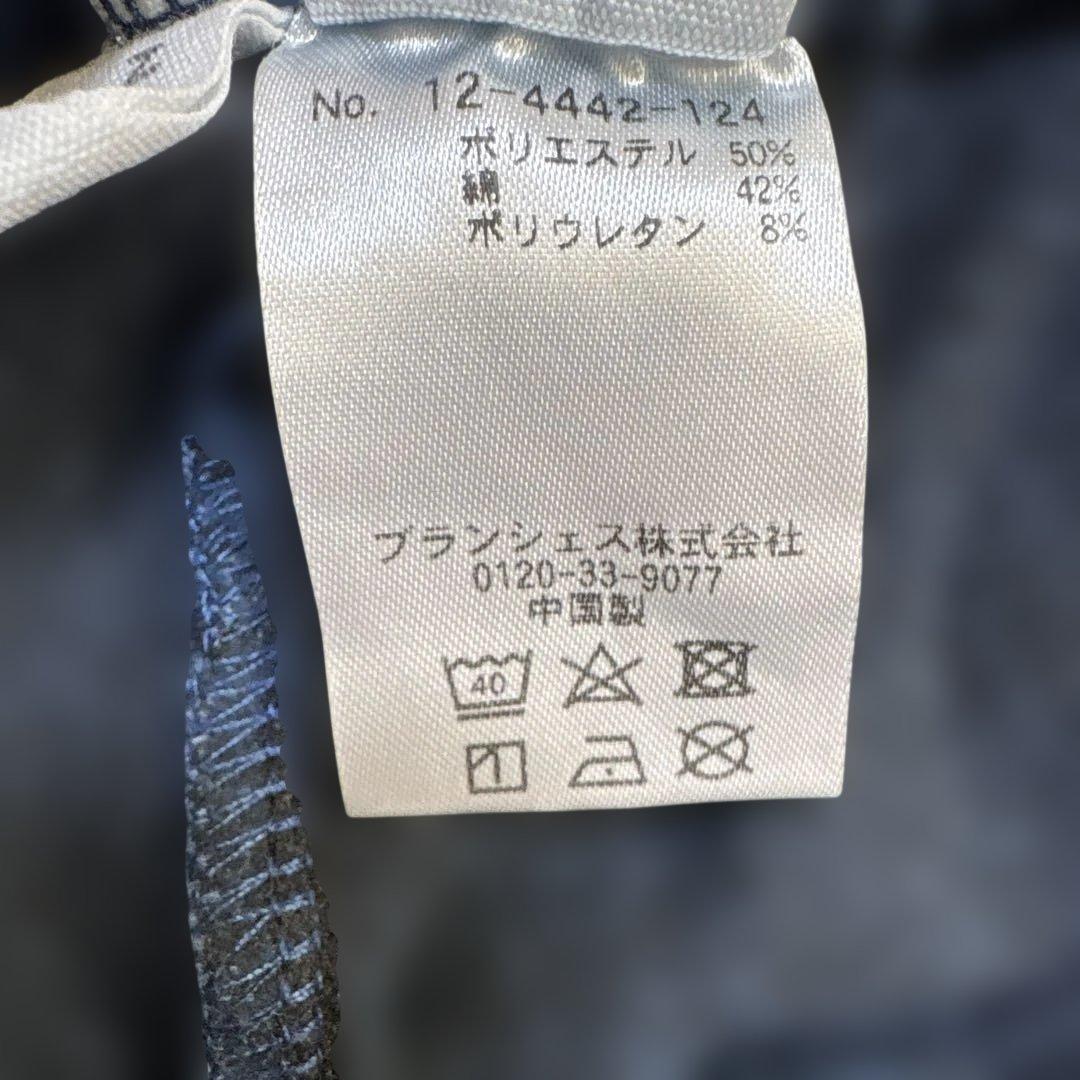 No. 12-4442-124
ポリエステル 50%
綿 42%
ポリウレタン 8%
ブランシェス株式会社
0120-33-9077
中国製
40